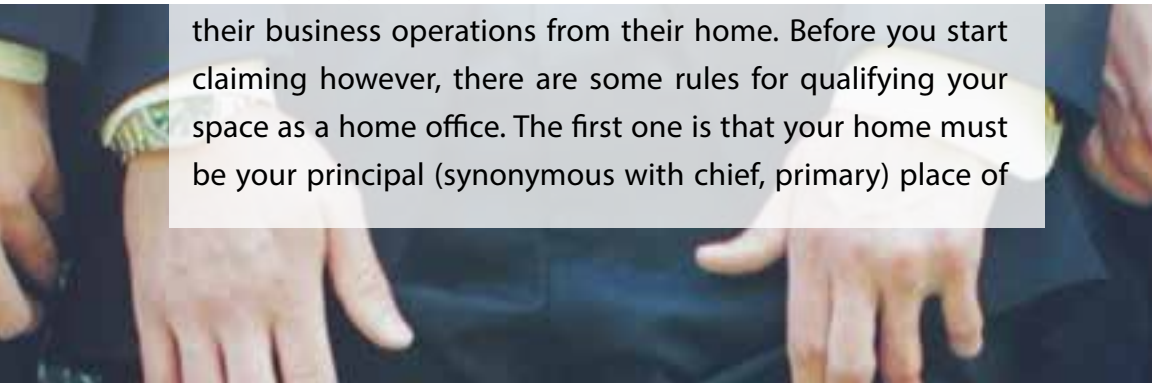 their business operations from their home. Before you start
claiming however, there are some rules for qualifying your
space as a home office. The first one is that your home must
be your principal (synonymous with chief, primary) place of